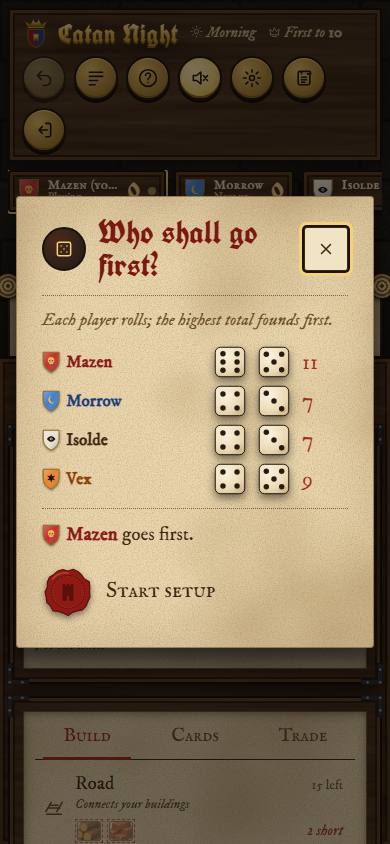 Catan Night Morning First to 10
Mazen (yo...
Morrow
Isolde
Who shall go
first?
Each player rolls; the highest total founds first.
Mazen 11
Morrow 7
Isolde 7
Vex 9
Mazen goes first.
Start setup
Build Cards Trade
Road 15 left
Connects your buildings
2 short